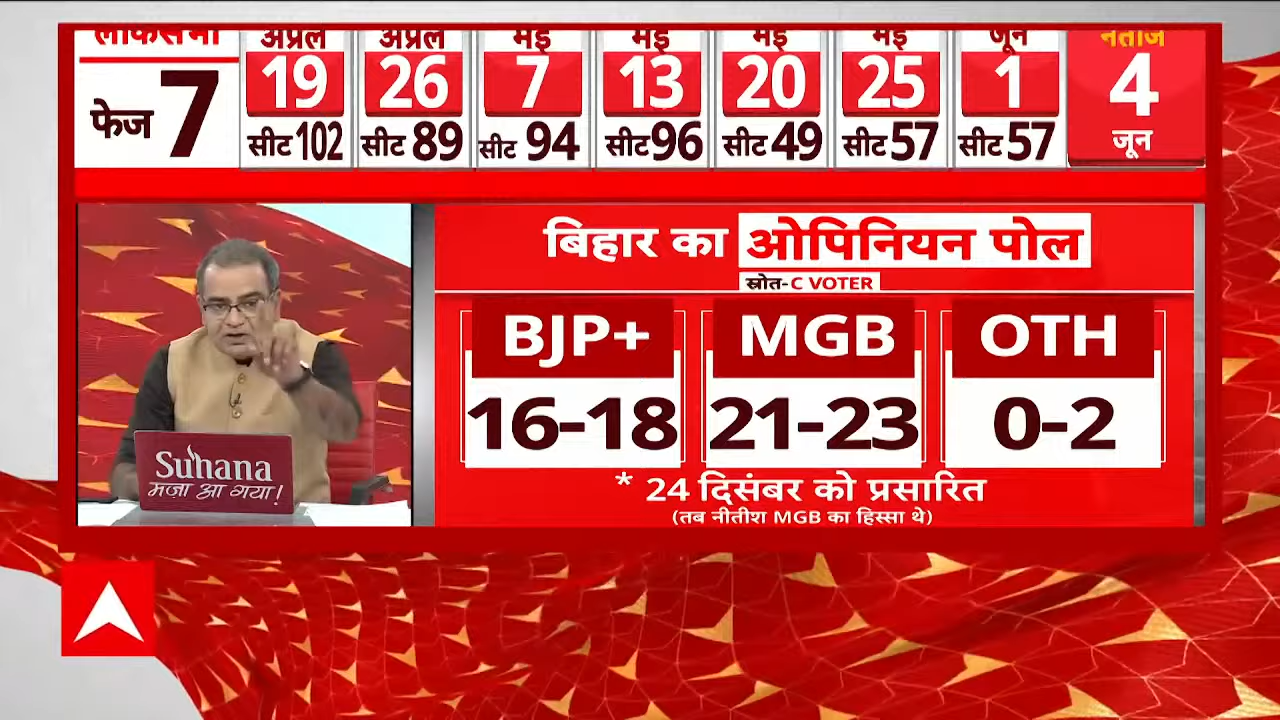 लोकसभा
फेज 7
अप्रैल
19
सीट 102
अप्रैल
26
सीट 89
मई
7
सीट 94
मई
13
सीट 96
मई
20
सीट 49
मई
25
सीट 57
जून
1
सीट 57
नतीजे
4
जून
बिहार का ओपिनियन पोल
स्रोत-C VOTER
BJP+
16-18
MGB
21-23
OTH
0-2
* 24 दिसंबर को प्रसारित
(तब नीतीश MGB का हिस्सा थे)
Suhana
मज़ा आ गया!